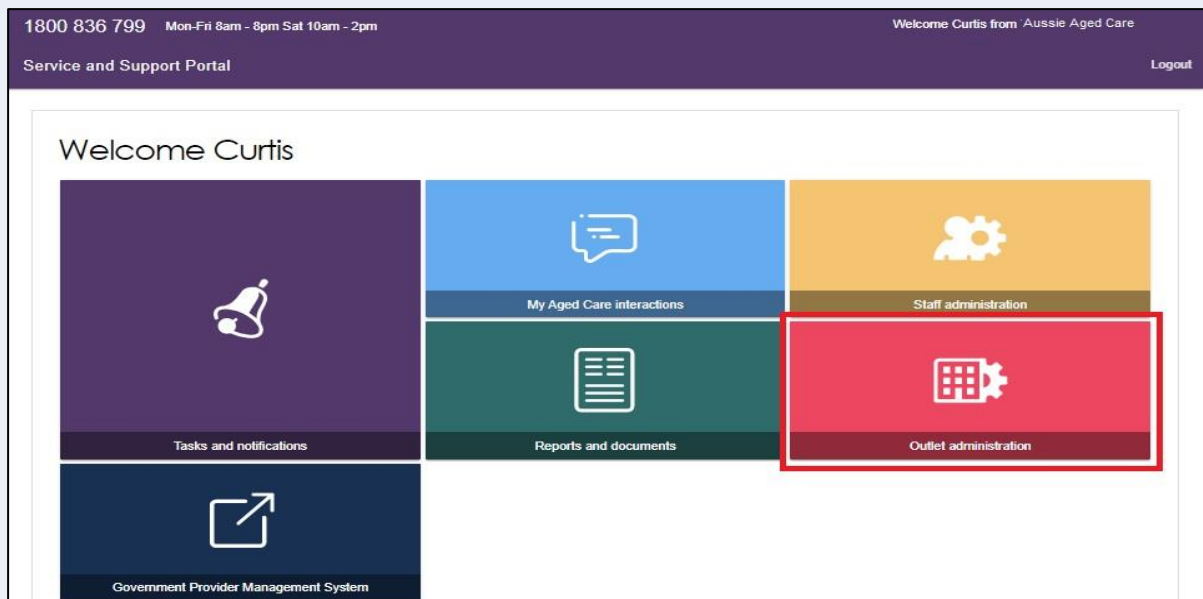 1800 836 799 Mon-Fri 8am - 8pm Sat 10am - 2pm Welcome Curtis from Aussie Aged Care
Service and Support Portal Logout
Welcome Curtis
My Aged Care interactions Staff administration
Tasks and notifications Reports and documents Outlet administration
Government Provider Management System